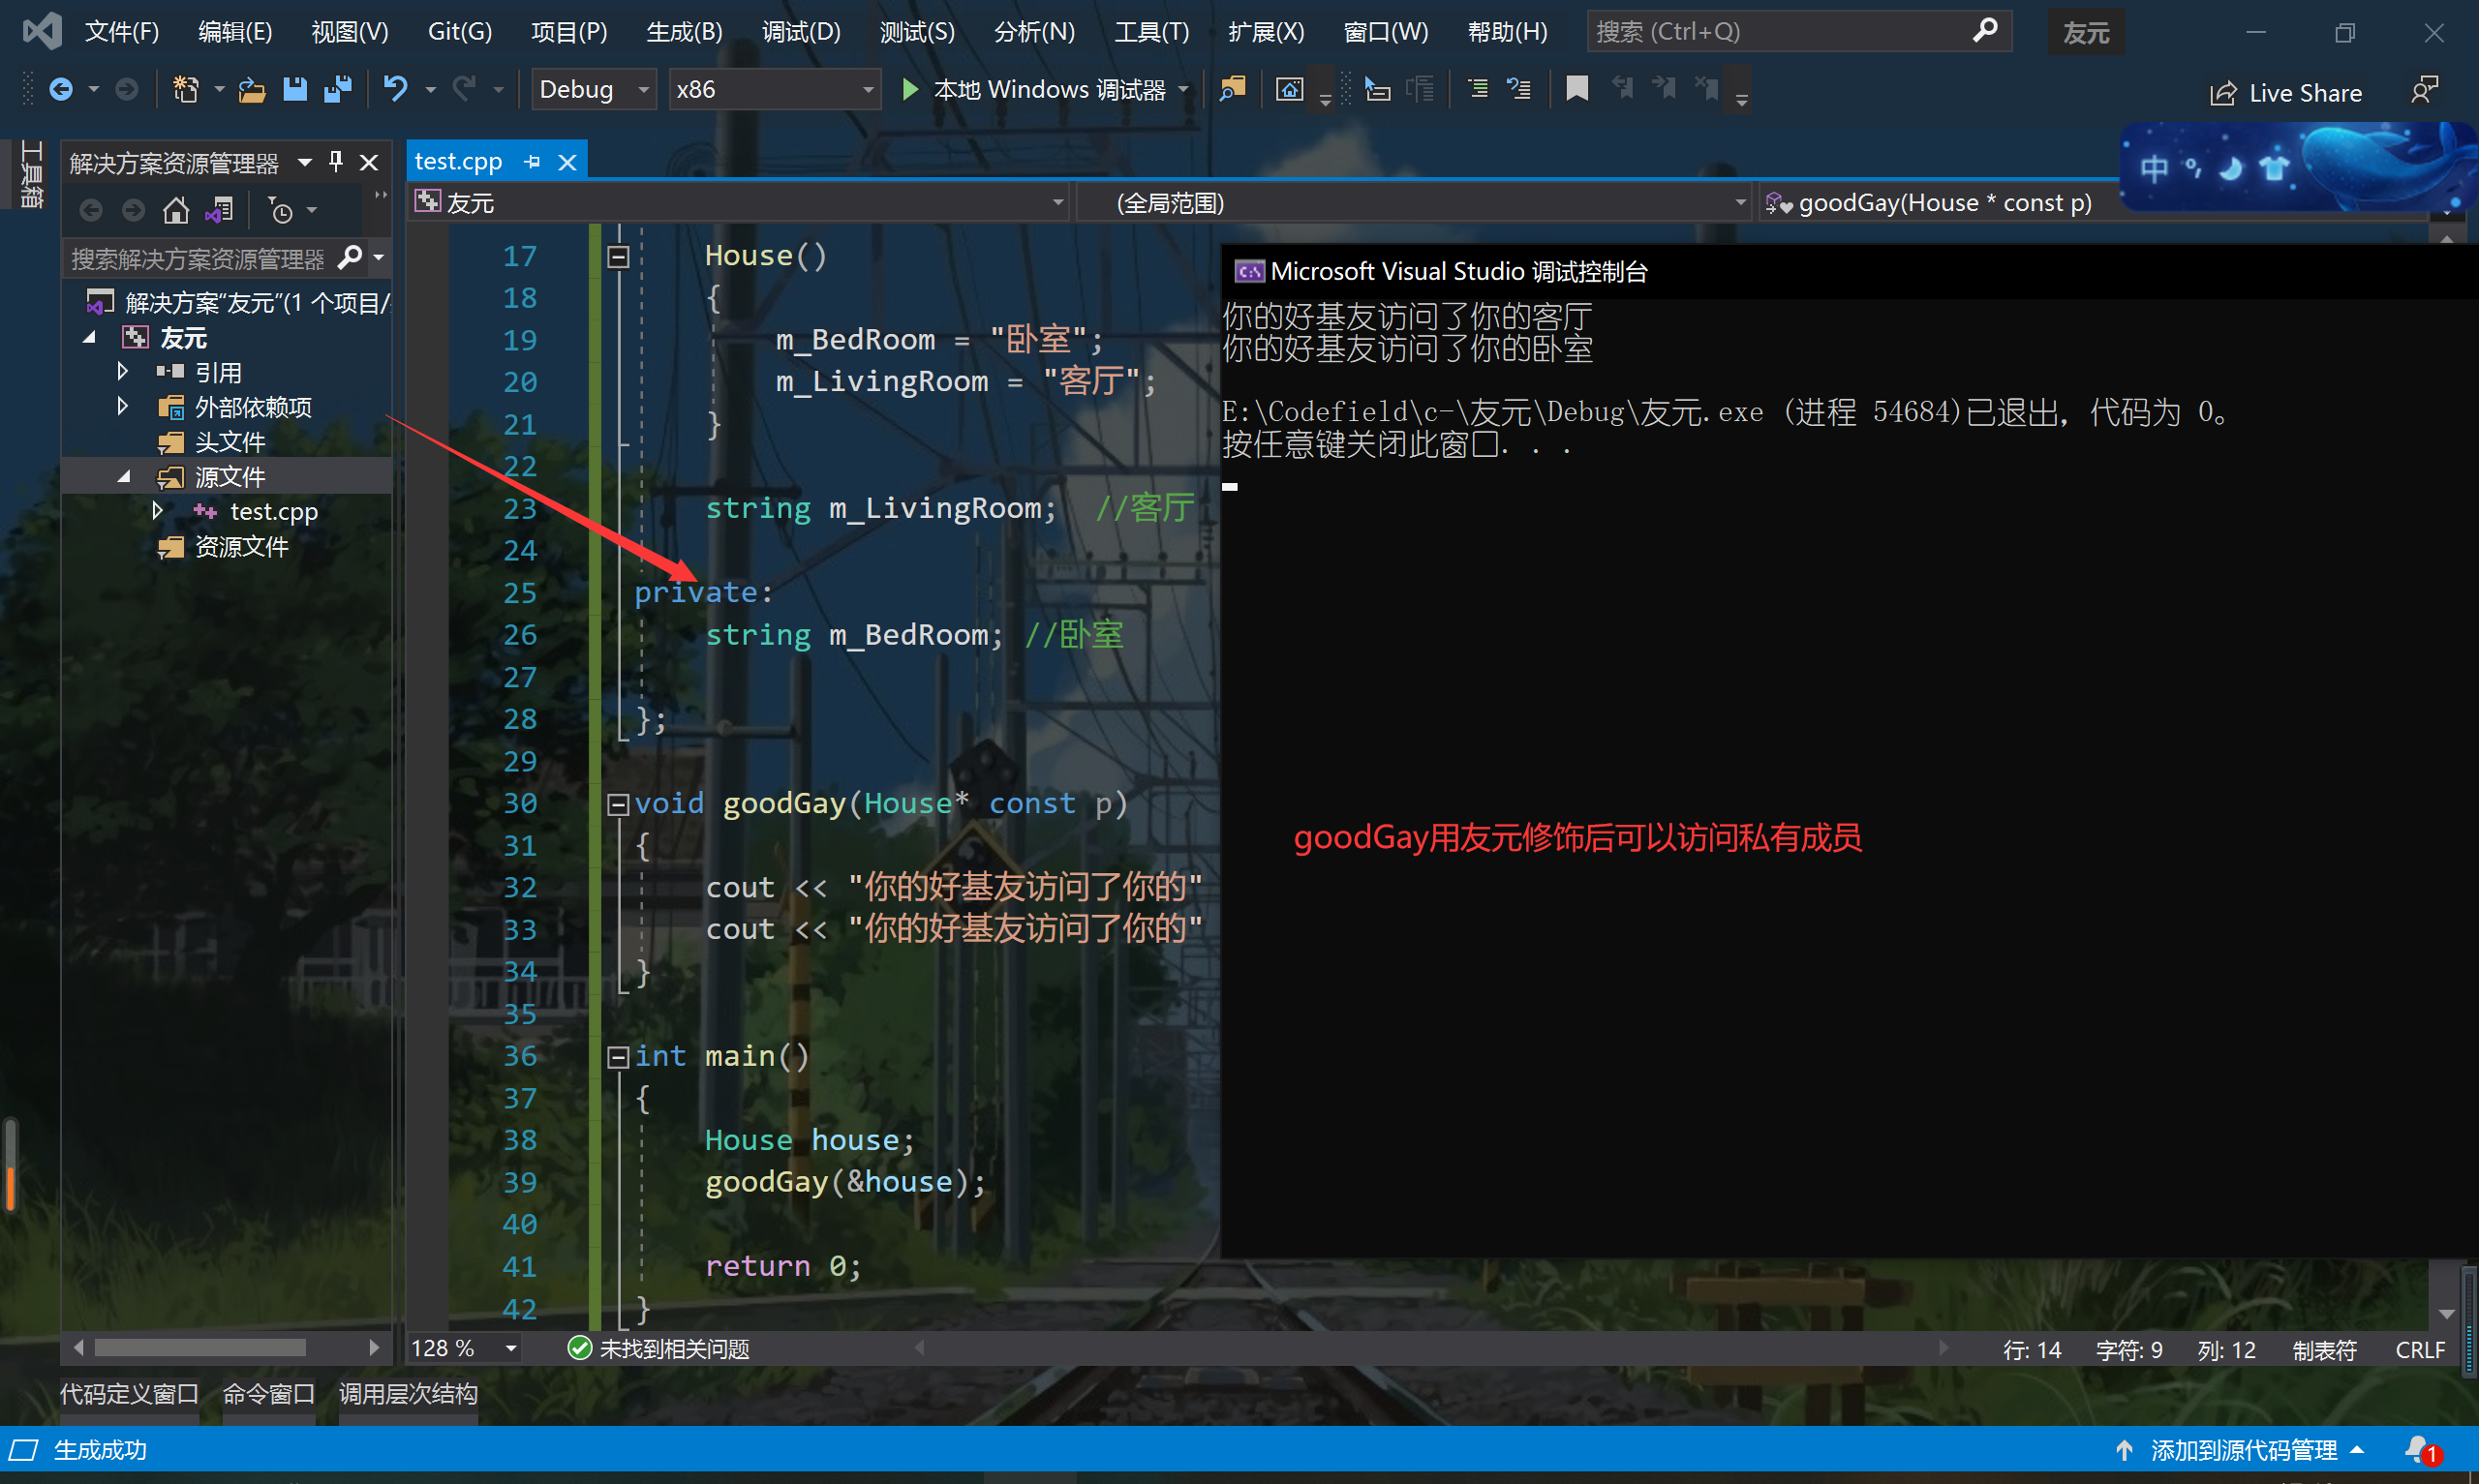 文件(F) 编辑(E) 视图(V) Git(G) 项目(P) 生成(B) 调试(D) 测试(S) 分析(N) 工具(T) 扩展(X) 窗口(W) 帮助(H) 搜索 (Ctrl+Q) 友元
Debug x86 本地 Windows 调试器 Live Share
工具箱
解决方案资源管理器
搜索解决方案资源管理器
解决方案"友元"(1 个项目/
友元
引用
外部依赖项
头文件
源文件
test.cpp
资源文件
test.cpp
友元 (全局范围) goodGay(House * const p)
中
17 House()
18 {
19 m_BedRoom = "卧室";
20 m_LivingRoom = "客厅";
21 }
22
23 string m_LivingRoom; //客厅
24
25 private:
26 string m_BedRoom; //卧室
27
28 };
29
30 void goodGay(House* const p)
31 {
32 cout << "你的好基友访问了你的"
33 cout << "你的好基友访问了你的"
34 }
35
36 int main()
37 {
38 House house;
39 goodGay(&house);
40
41 return 0;
42 }
Microsoft Visual Studio 调试控制台
你的好基友访问了你的客厅
你的好基友访问了你的卧室
E:\Codefield\c-\友元\Debug\友元.exe (进程 54684)已退出，代码为 0。
按任意键关闭此窗口. . .
goodGay用友元修饰后可以访问私有成员
128 % 未找到相关问题 行: 14 字符: 9 列: 12 制表符 CRLF
代码定义窗口 命令窗口 调用层次结构
生成成功 添加到源代码管理 1